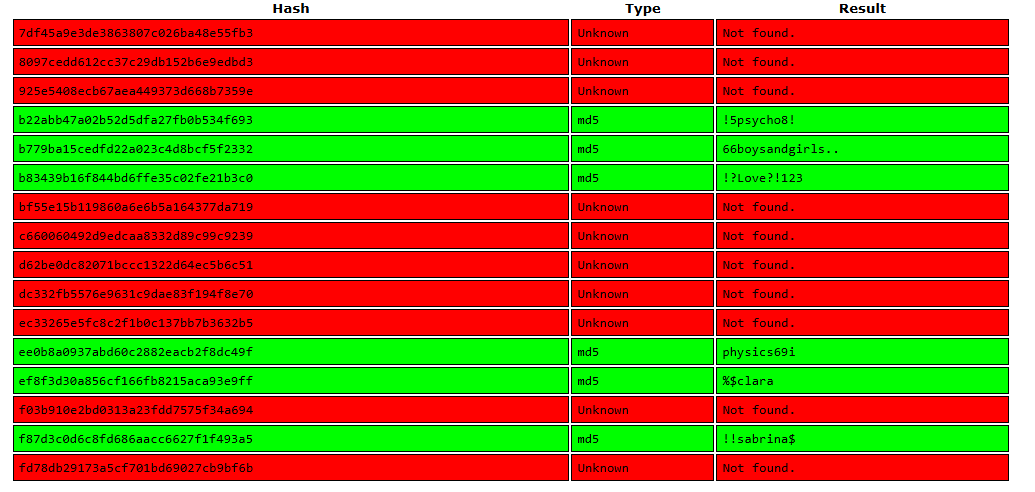 Hash Type Result
7df45a9e3de3863807c026ba48e55fb3 Unknown Not found.
8097cedd612cc37c29db152b6e9edbd3 Unknown Not found.
925e5408ecb67aea449373d668b7359e Unknown Not found.
b22abb47a02b52d5dfa27fb0b534f693 md5 !5psycho8!
b779ba15cedfd22a023c4d8bcf5f2332 md5 66boysandgirls..
b83439b16f844bd6ffe35c02fe21b3c0 md5 !?Love?!123
bf55e15b119860a6e6b5a164377da719 Unknown Not found.
c660060492d9edcaa8332d89c99c9239 Unknown Not found.
d62be0dc82071bccc1322d64ec5b6c51 Unknown Not found.
dc332fb5576e9631c9dae83f194f8e70 Unknown Not found.
ec33265e5fc8c2f1b0c137bb7b3632b5 Unknown Not found.
ee0b8a0937abd60c2882eacb2f8dc49f md5 physics69i
ef8f3d30a856cf166fb8215aca93e9ff md5 %$clara
f03b910e2bd0313a23fdd7575f34a694 Unknown Not found.
f87d3c0d6c8fd686aacc6627f1f493a5 md5 !!sabrina$
fd78db29173a5cf701bd69027cb9bf6b Unknown Not found.